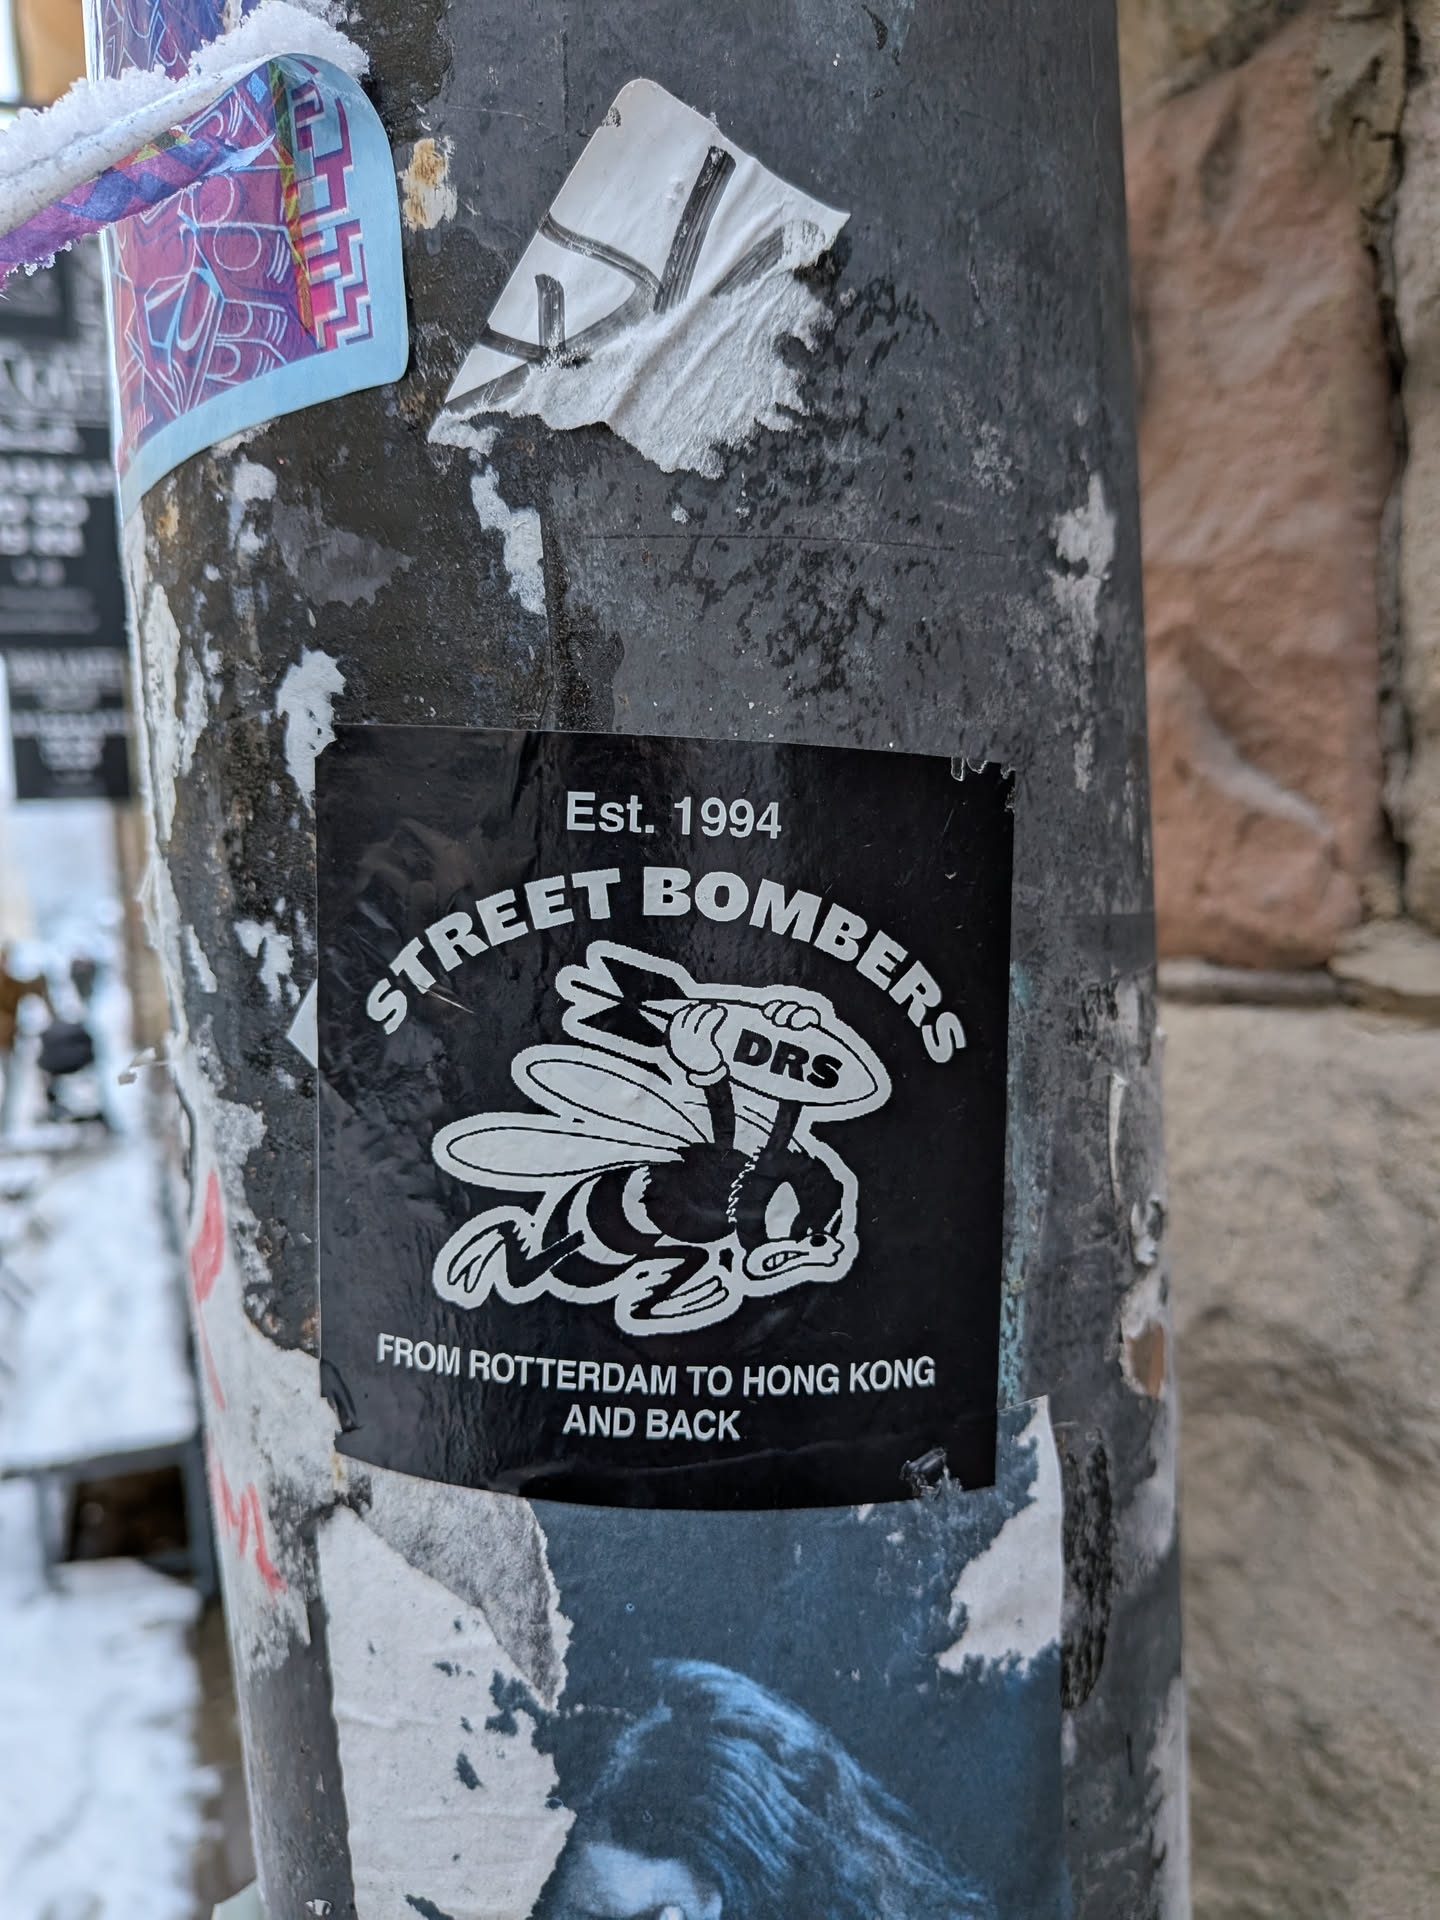 Est. 1994
STREET BOMBERS
DRS
FROM ROTTERDAM TO HONG KONG
AND BACK